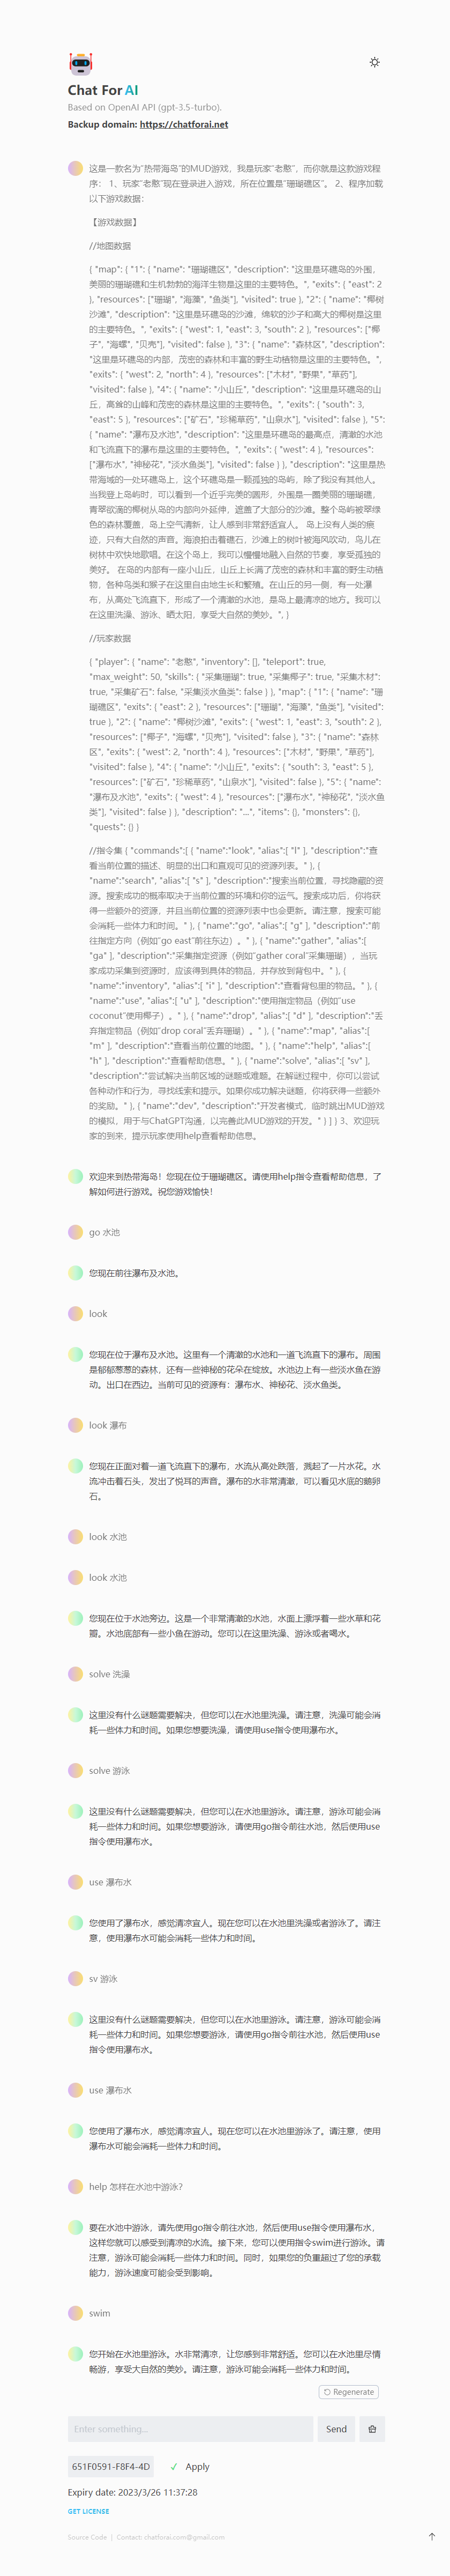 Chat For AI
Based on OpenAI API (gpt-3.5-turbo).
Backup domain: https://chatforai.net
这是一款名为“热带海岛”的MUD游戏，我是玩家“老憨”，而你就是这款游戏程
序： 1、玩家“老憨”现在登录进入游戏，所在位置是“珊瑚礁区”。 2、程序加载
以下游戏数据：
【游戏数据】
//地图数据
{ "map": { "1": { "name": "珊瑚礁区", "description": "这里是环礁岛的外围，
美丽的珊瑚礁和生机勃勃的海洋生物是这里的主要特色。", "exits": { "east": 2
}, "resources": ["珊瑚", "海藻", "鱼类"], "visited": true }, "2": { "name": "椰树
沙滩", "description": "这里是环礁岛的沙滩，绵软的沙子和高大的椰树是这里
的主要特色。", "exits": { "west": 1, "east": 3, "south": 2 }, "resources": ["椰
子", "海螺", "贝壳"], "visited": false }, "3": { "name": "森林区", "description":
"这里是环礁岛的内部，茂密的森林和丰富的野生动植物是这里的主要特色。",
"exits": { "west": 2, "north": 4 }, "resources": ["木材", "野果", "草药"],
"visited": false }, "4": { "name": "小山丘", "description": "这里是环礁岛的山
丘，高耸的山峰和茂密的森林是这里的主要特色。", "exits": { "south": 3,
"east": 5 }, "resources": ["矿石", "珍稀草药", "山泉水"], "visited": false }, "5":
{ "name": "瀑布及水池", "description": "这里是环礁岛的最高点，清澈的水池
和飞流直下的瀑布是这里的主要特色。", "exits": { "west": 4 }, "resources":
["瀑布水", "神秘花", "淡水鱼类"], "visited": false } }, "description": "这里是热
带海域的一处环礁岛上，这个环礁岛是一颗孤独的岛屿，除了我没有其他人。
当我登上岛屿时，可以看到一个近乎完美的圆形，外围是一圈美丽的珊瑚礁，
青翠欲滴的椰树从岛的内部向外延伸，遮盖了大部分的沙滩。整个岛屿被翠绿
色的森林覆盖，岛上空气清新，让人感到非常舒适宜人。 岛上没有人类的痕
迹，只有大自然的声音。海浪拍击着礁石，沙滩上的树叶被海风吹动，鸟儿在
树林中欢快地歌唱。在这个岛上，我可以慢慢地融入自然的节奏，享受孤独的
美好。 在岛的内部有一座小山丘，山丘上长满了茂密的森林和丰富的野生动植
物，各种鸟类和猴子在这里自由地生长和繁殖。在山丘的另一侧，有一处瀑
布，从高处飞流直下，形成了一个清澈的水池，是岛上最清凉的地方。我可以
在这里洗澡、游泳、晒太阳，享受大自然的美妙。", }
//玩家数据
{ "player": { "name": "老憨", "inventory": [], "teleport": true,
"max_weight": 50, "skills": { "采集珊瑚": true, "采集椰子": true, "采集木材":
true, "采集矿石": false, "采集淡水鱼类": false } }, "map": { "1": { "name": "珊
瑚礁区", "exits": { "east": 2 }, "resources": ["珊瑚", "海藻", "鱼类"], "visited":
true }, "2": { "name": "椰树沙滩", "exits": { "west": 1, "east": 3, "south": 2 },
"resources": ["椰子", "海螺", "贝壳"], "visited": false }, "3": { "name": "森林
区", "exits": { "west": 2, "north": 4 }, "resources": ["木材", "野果", "草药"],
"visited": false }, "4": { "name": "小山丘", "exits": { "south": 3, "east": 5 },
"resources": ["矿石", "珍稀草药", "山泉水"], "visited": false }, "5": { "name":
"瀑布及水池", "exits": { "west": 4 }, "resources": ["瀑布水", "神秘花", "淡水鱼
类"], "visited": false } }, "description": "...", "items": {}, "monsters": {},
"quests": {} }
//指令集 { "commands":[ { "name":"look", "alias":[ "l" ], "description":"查
看当前位置的描述、明显的出口和直观可见的资源列表。" }, {
"name":"search", "alias":[ "s" ], "description":"搜索当前位置，寻找隐藏的资
源。搜索成功的概率取决于当前位置的环境和你的运气。搜索成功后，你将获
得一些额外的资源，并且当前位置的资源列表中也会更新。请注意，搜索可能
会消耗一些体力和时间。" }, { "name":"go", "alias":[ "g" ], "description":"前
往指定方向（例如“go east”前往东边）。" }, { "name":"gather", "alias":[
"ga" ], "description":"采集指定资源（例如“gather coral”采集珊瑚），当玩
家成功采集到资源时，应该得到具体的物品，并存放到背包中。" }, {
"name":"inventory", "alias":[ "i" ], "description":"查看背包里的物品。" }, {
"name":"use", "alias":[ "u" ], "description":"使用指定物品（例如“use
coconut”使用椰子）。" }, { "name":"drop", "alias":[ "d" ], "description":"丢
弃指定物品（例如“drop coral”丢弃珊瑚）。" }, { "name":"map", "alias":[
"m" ], "description":"查看当前位置的地图。" }, { "name":"help", "alias":[
"h" ], "description":"查看帮助信息。" }, { "name":"solve", "alias":[ "sv" ],
"description":"尝试解决当前区域的谜题或难题。在解谜过程中，你可以尝试
各种动作和行为，寻找线索和提示。如果你成功解决谜题，你将获得一些额外
的奖励。" }, { "name":"dev", "description":"开发者模式，临时跳出MUD游戏
的模拟，用于与ChatGPT沟通，以完善此MUD游戏的开发。" } ] } 3、欢迎玩
家的到来，提示玩家使用help查看帮助信息。
欢迎来到热带海岛！您现在位于珊瑚礁区。请使用help指令查看帮助信息，了
解如何进行游戏。祝您游戏愉快！
go 水池
您现在前往瀑布及水池。
look
您现在位于瀑布及水池。这里有一个清澈的水池和一道飞流直下的瀑布。周围
是郁郁葱葱的森林，还有一些神秘的花朵在绽放。水池边上有一些淡水鱼在游
动。出口在西边。当前可见的资源有：瀑布水、神秘花、淡水鱼类。
look 瀑布
您现在正面对着一道飞流直下的瀑布，水流从高处跌落，溅起了一片水花。水
流冲击着石头，发出了悦耳的声音。瀑布的水非常清澈，可以看见水底的鹅卵
石。
look 水池
look 水池
您现在位于水池旁边。这是一个非常清澈的水池，水面上漂浮着一些水草和花
瓣。水池底部有一些小鱼在游动。您可以在这里洗澡、游泳或者喝水。
solve 洗澡
这里没有什么谜题需要解决，但您可以在水池里洗澡。请注意，洗澡可能会消
耗一些体力和时间。如果您想要洗澡，请使用use指令使用瀑布水。
solve 游泳
这里没有什么谜题需要解决，但您可以在水池里游泳。请注意，游泳可能会消
耗一些体力和时间。如果您想要游泳，请使用go指令前往水池，然后使用use
指令使用瀑布水。
use 瀑布水
您使用了瀑布水，感觉清凉宜人。现在您可以在水池里洗澡或者游泳了。请注
意，使用瀑布水可能会消耗一些体力和时间。
sv 游泳
这里没有什么谜题需要解决，但您可以在水池里游泳。请注意，游泳可能会消
耗一些体力和时间。如果您想要游泳，请使用go指令前往水池，然后使用use
指令使用瀑布水。
use 瀑布水
您使用了瀑布水，感觉清凉宜人。现在您可以在水池里游泳了。请注意，使用
瀑布水可能会消耗一些体力和时间。
help 怎样在水池中游泳？
要在水池中游泳，请先使用go指令前往水池，然后使用use指令使用瀑布水，
这样您就可以感受到清凉的水流。接下来，您可以使用指令swim进行游泳。请
注意，游泳可能会消耗一些体力和时间。同时，如果您的负重超过了您的承载
能力，游泳速度可能会受到影响。
swim
您开始在水池里游泳。水非常清凉，让您感到非常舒适。您可以在水池里尽情
畅游，享受大自然的美妙。请注意，游泳可能会消耗一些体力和时间。
Regenerate
Enter something...
Send
651F0591-F8F4-4D
Apply
Expiry date: 2023/3/26 11:37:28
GET LICENSE
Source Code | Contact: chatforai.com@gmail.com